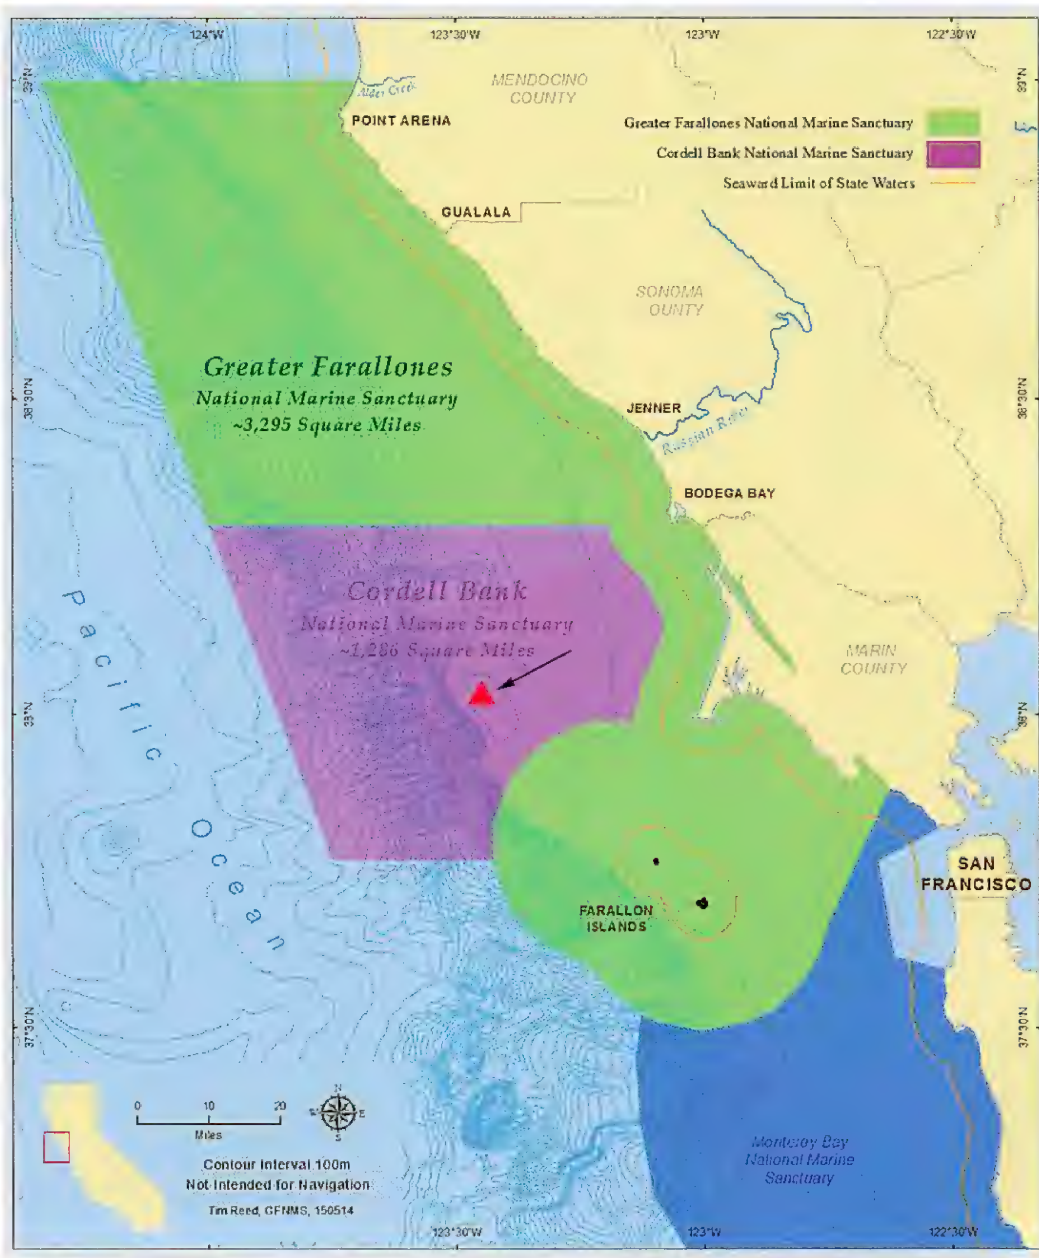 124°W
123°30'W
123°W
122°30'W
39°N
39°N
Alder Creek
MENDOCINO
COUNTY
POINT ARENA
Greater Farallones National Marine Sanctuary
Cordell Bank National Marine Sanctuary
Seaward Limit of State Waters
GUALALA
SONOMA
OUNTY
Greater Farallones
National Marine Sanctuary
~3,295 Square Miles
38°30'N
38°30'N
JENNER
Russian River
BODEGA BAY
Cordell Bank
National Marine Sanctuary
~1,286 Square Miles
MARIN
COUNTY
Pacific Ocean
38°N
38°N
SAN
FRANCISCO
FARALLON
ISLANDS
37°30'N
37°30'N
0 10 20
Miles
N
E
S
W
Contour Interval 100m
Not Intended for Navigation
Tim Reed, GFNMS, 150514
Monterey Bay
National Marine
Sanctuary
123°30'W
123°W
122°30'W